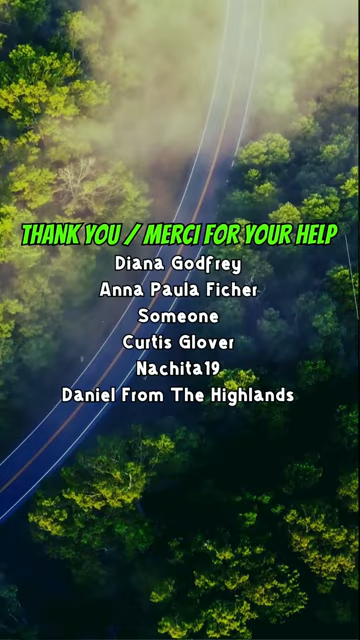 THANK YOU / MERCI FOR YOUR HELP
Diana Godfrey
Anna Paula Ficher
Someone
Curtis Glover
Nachita19
Daniel From The Highlands